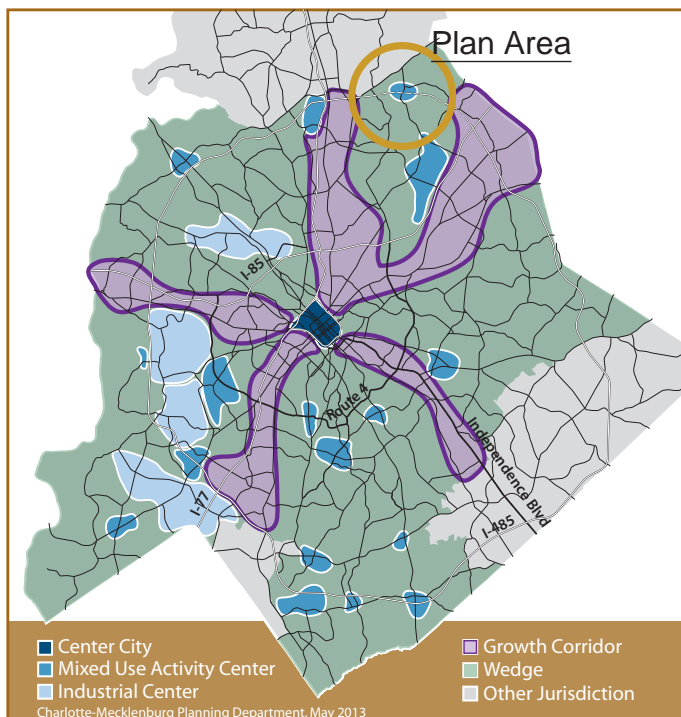 Plan Area
I-85
Route 4
Independence Blvd
I-77
I-485
Center City
Mixed Use Activity Center
Industrial Center
Growth Corridor
Wedge
Other Jurisdiction
Charlotte-Mecklenburg Planning Department, May 2013